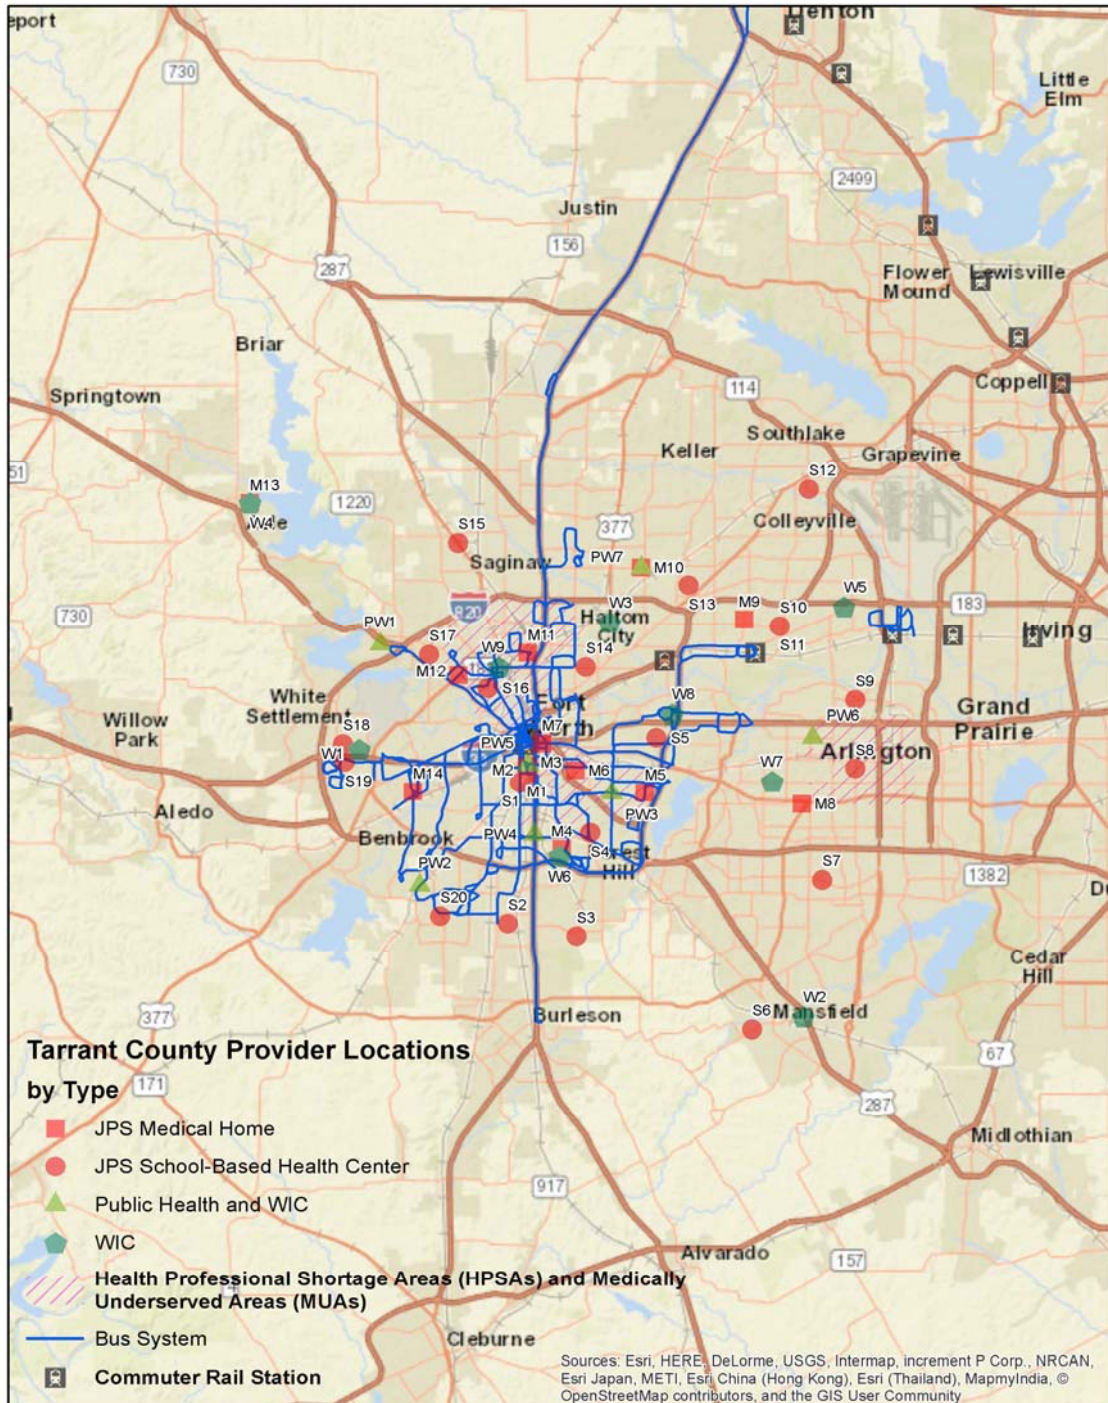 eport
Denton
730
Little
Elm
2499
Justin
156
287
Flower
Mound
Lewisville
Briar
Springtown
114
Coppell
Southlake
Keller
Grapevine
51
S12
M13
1220
W4
Colleyville
377
S15
Saginaw
PW7
M10
820
S13
M9
S10
W5
183
730
W3
Haltom
City
PW1
S17
M11
S11
Irving
W9
S14
M12
S16
White
Settlement
Fort
Worth
W8
S9
Grand
Prairie
Willow
Park
S18
M7
PW6
PW5
S5
Arlington
W1
M3
S8
S19
M14
M2
M6
M5
W7
M1
Aledo
S1
PW3
M8
Benbrook
PW4
M4
S4
Forest
Hill
PW2
W6
S7
1382
S20
S2
S3
Cedar
Hill
W2
377
Burleson
S6
Mansfield
67
Tarrant County Provider Locations
by Type
171
287
JPS Medical Home
Midlothian
JPS School-Based Health Center
917
Public Health and WIC
WIC
Alvarado
157
Health Professional Shortage Areas (HPSAs) and Medically
Underserved Areas (MUAs)
Bus System
Cleburne
Commuter Rail Station
Sources: Esri, HERE, DeLorme, USGS, Intermap, increment P Corp., NRCAN,
Esri Japan, METI, Esri China (Hong Kong), Esri (Thailand), MapmyIndia, ©
OpenStreetMap contributors, and the GIS User Community